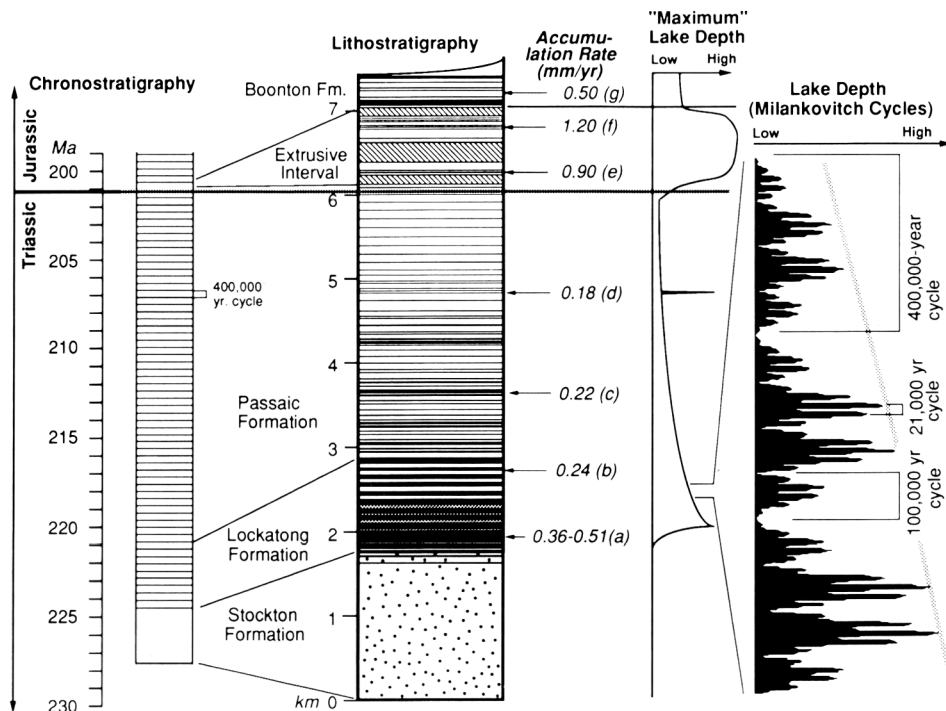 Chronostratigraphy
Ma
Jurassic
Triassic
200
205
210
215
220
225
230
400,000
yr. cycle
Lithostratigraphy
Boonton Fm.
Extrusive
Interval
Passaic
Formation
Lockatong
Formation
Stockton
Formation
7
6
5
4
3
2
1
km 0
Accumu-
lation Rate
(mm/yr)
0.50 (g)
1.20 (f)
0.90 (e)
0.18 (d)
0.22 (c)
0.24 (b)
0.36-0.51(a)
"Maximum"
Lake Depth
Low High
Lake Depth
(Milankovitch Cycles)
Low High
400,000-year
cycle
21,000 yr
cycle
100,000 yr
cycle